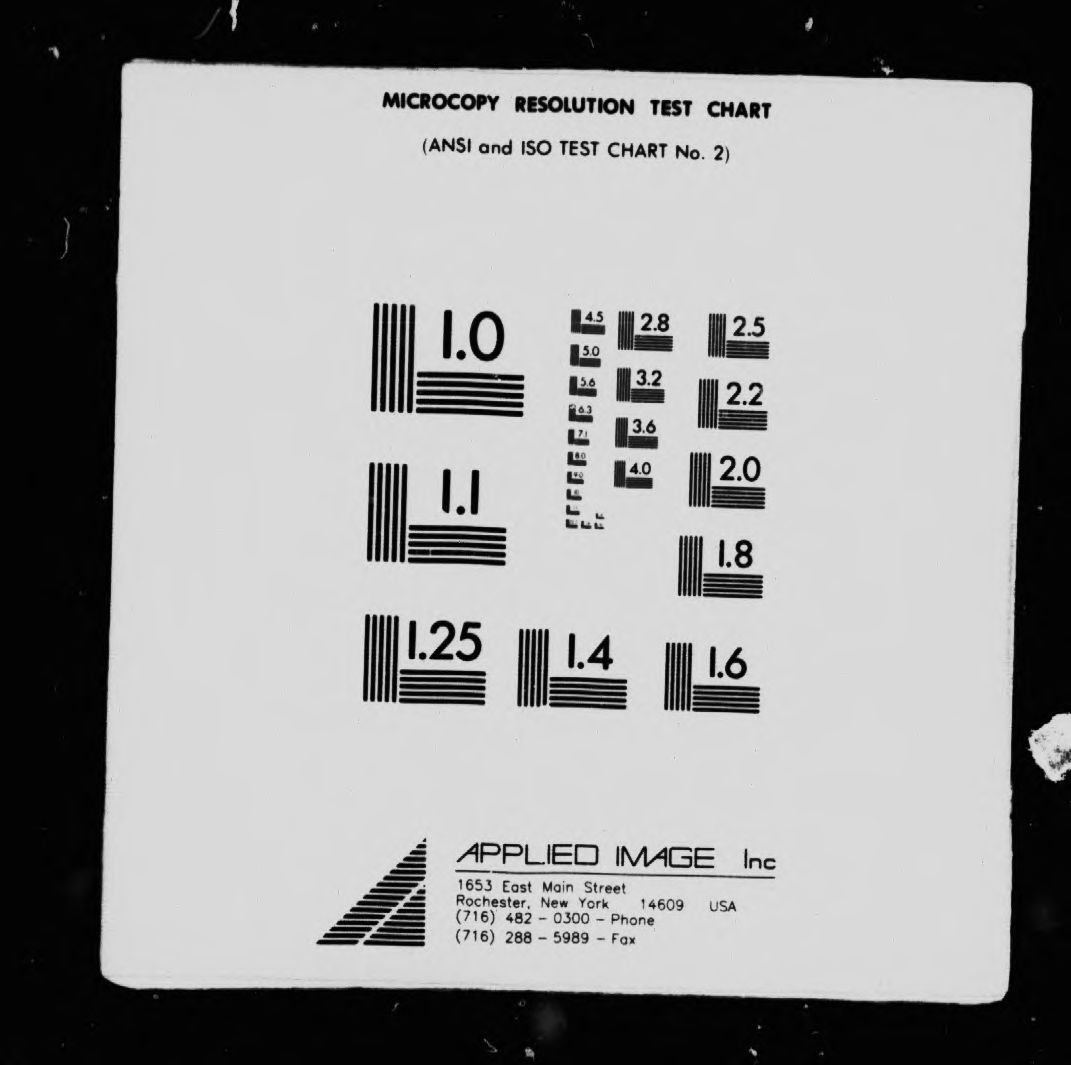 MICROCOPY RESOLUTION TEST CHART
(ANSI and ISO TEST CHART No. 2)
1.0
1.1
1.25
1.4
1.6
1.8
2.0
2.2
2.5
2.8
3.2
3.6
4.0
4.5
5.0
5.6
6.3
7.1
8.0
9.0
APPLIED IMAGE Inc
1653 East Main Street
Rochester, New York 14609 USA
(716) 482 - 0300 - Phone
(716) 288 - 5989 - Fax